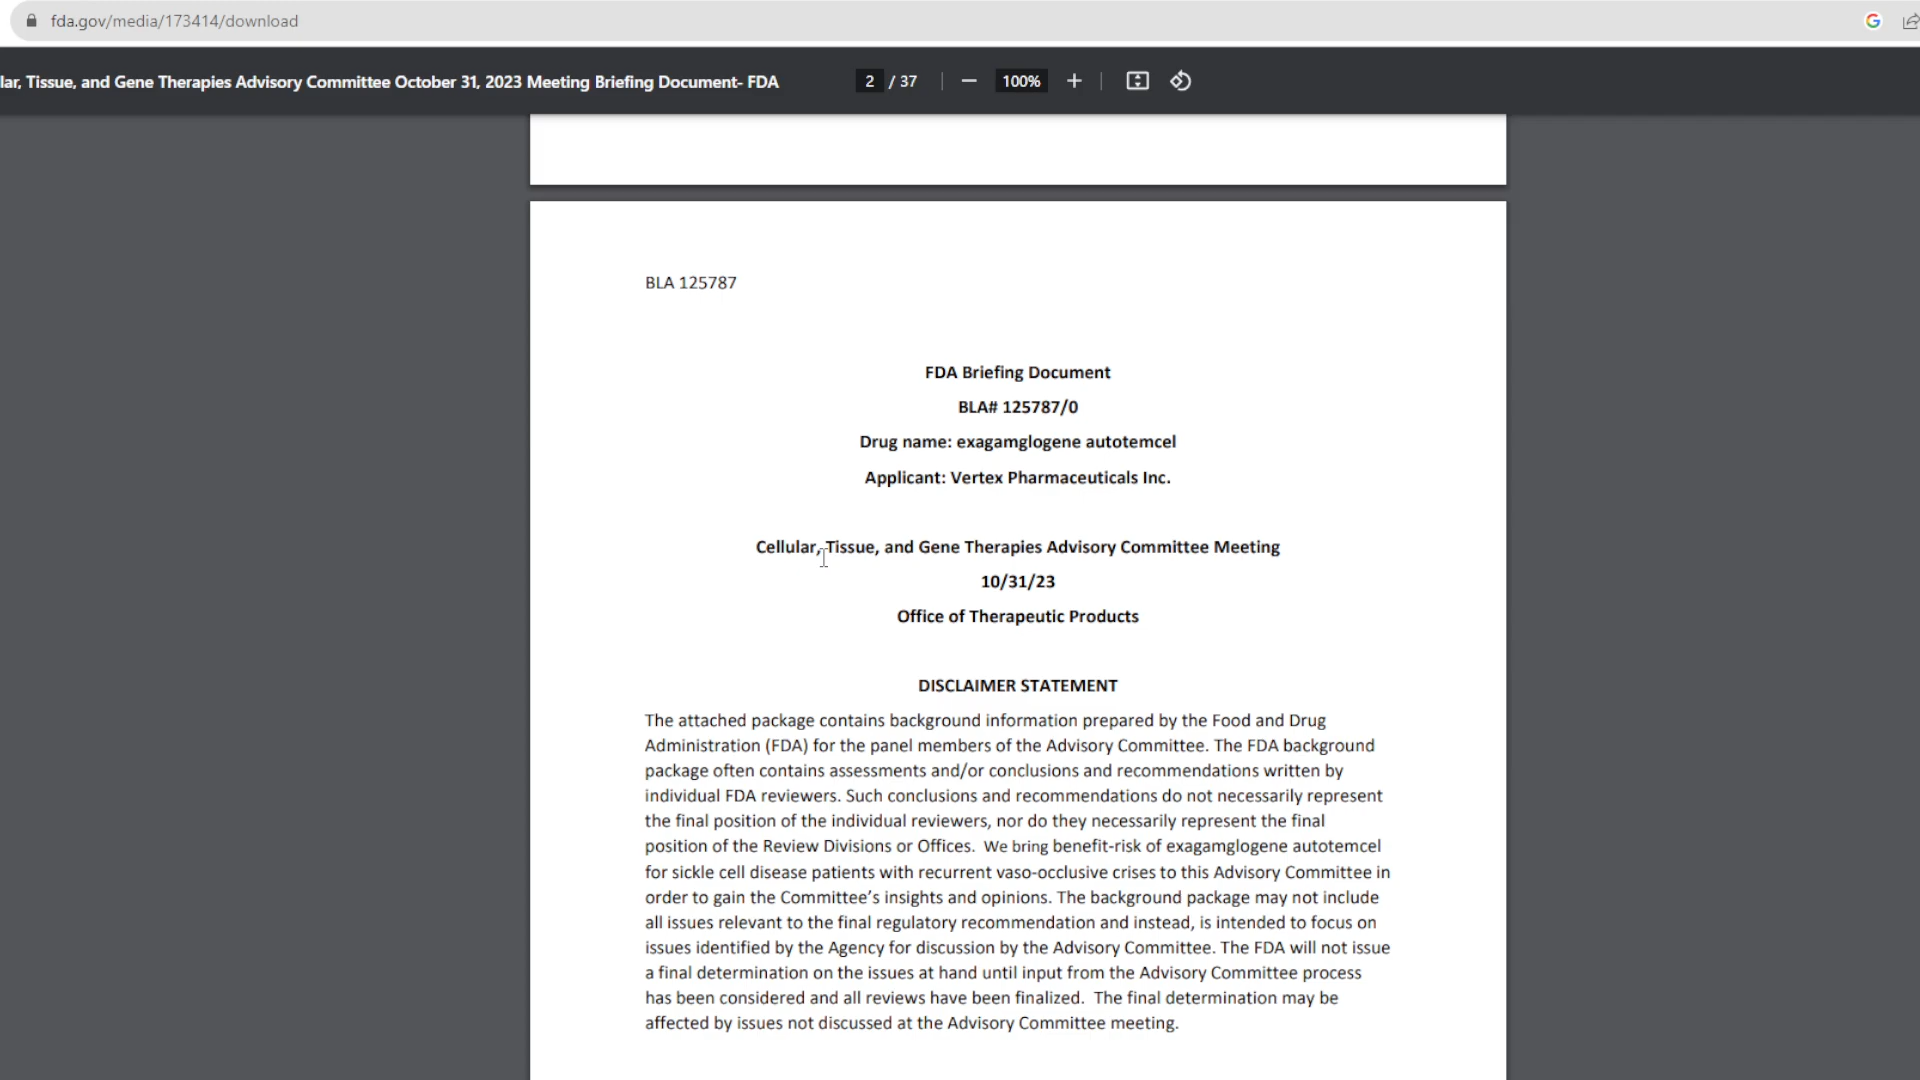 fda.gov/media/173414/download
lar, Tissue, and Gene Therapies Advisory Committee October 31, 2023 Meeting Briefing Document- FDA
2 / 37
100%
BLA 125787
FDA Briefing Document
BLA# 125787/0
Drug name: exagamglogene autotemcel
Applicant: Vertex Pharmaceuticals Inc.
Cellular, Tissue, and Gene Therapies Advisory Committee Meeting
10/31/23
Office of Therapeutic Products
DISCLAIMER STATEMENT
The attached package contains background information prepared by the Food and Drug
Administration (FDA) for the panel members of the Advisory Committee. The FDA background
package often contains assessments and/or conclusions and recommendations written by
individual FDA reviewers. Such conclusions and recommendations do not necessarily represent
the final position of the individual reviewers, nor do they necessarily represent the final
position of the Review Divisions or Offices. We bring benefit-risk of exagamglogene autotemcel
for sickle cell disease patients with recurrent vaso-occlusive crises to this Advisory Committee in
order to gain the Committee's insights and opinions. The background package may not include
all issues relevant to the final regulatory recommendation and instead, is intended to focus on
issues identified by the Agency for discussion by the Advisory Committee. The FDA will not issue
a final determination on the issues at hand until input from the Advisory Committee process
has been considered and all reviews have been finalized. The final determination may be
affected by issues not discussed at the Advisory Committee meeting.